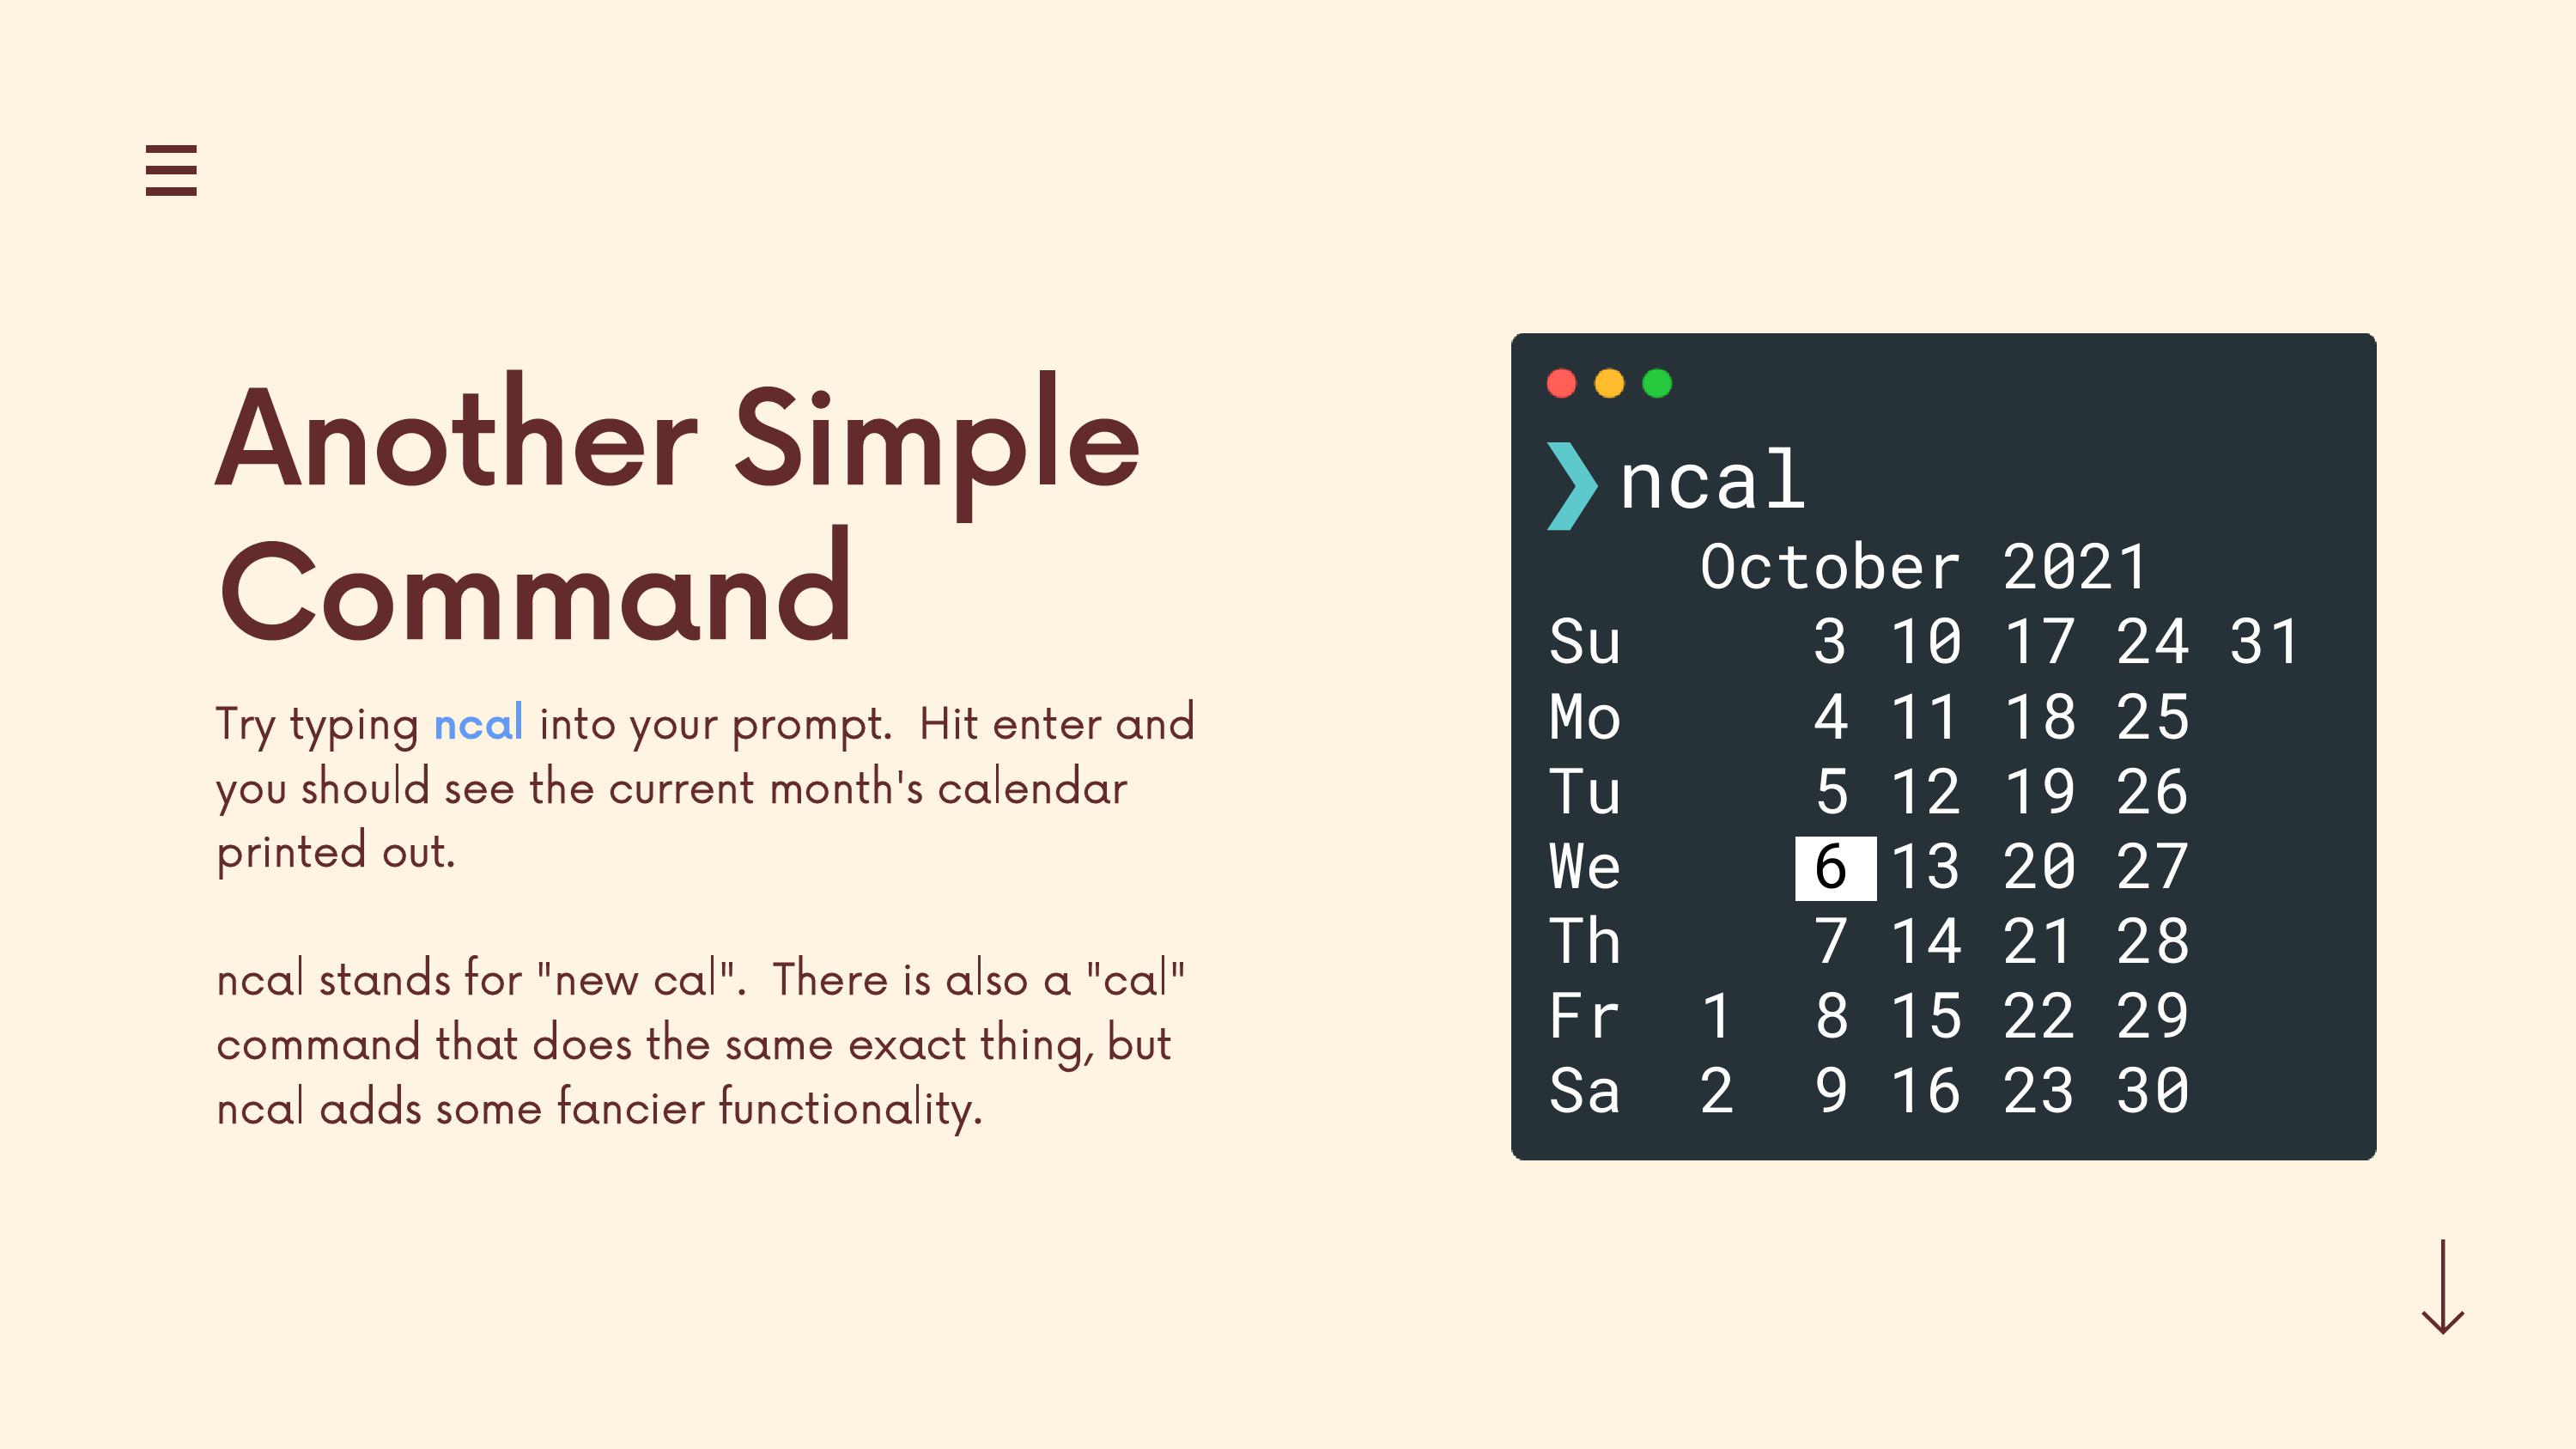 Another Simple
Command
Try typing ncal into your prompt.  Hit enter and
you should see the current month's calendar
printed out.
ncal stands for "new cal".  There is also a "cal"
command that does the same exact thing, but
ncal adds some fancier functionality.
❯ ncal
    October 2021
Su     3 10 17 24 31
Mo     4 11 18 25
Tu     5 12 19 26
We     6 13 20 27
Th     7 14 21 28
Fr  1  8 15 22 29
Sa  2  9 16 23 30